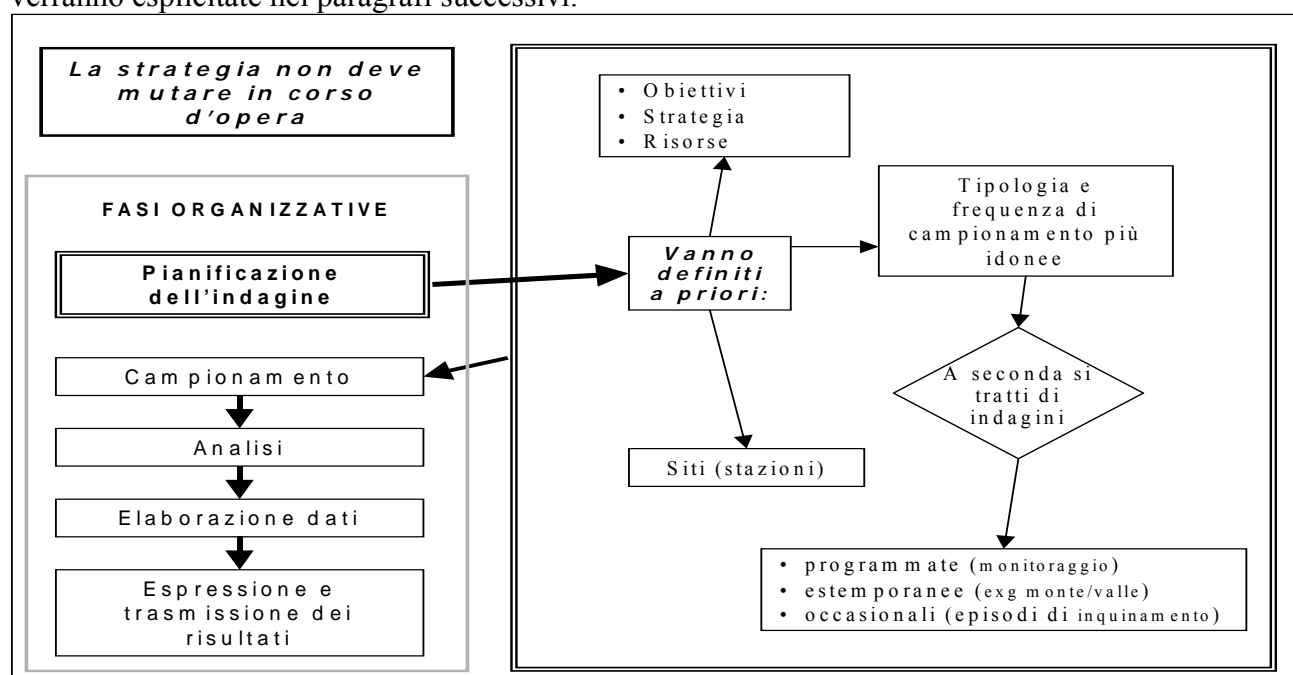 verranno esplicitate nei paragrafi successivi.
La strategia non deve
mutare in corso
d'opera
FASI ORGANIZZATIVE
Pianificazione
dell'indagine
Campionamento
Analisi
Elaborazione dati
Espressione e
trasmissione dei
risultati
• Obiettivi
• Strategia
• Risorse
Vanno
definiti
a priori:
Tipologia e
frequenza di
campionamento più
idonee
A seconda si
tratti di
indagini
Siti (stazioni)
• programmate (monitoraggio)
• estemporanee (exg monte/valle)
• occasionali (episodi di inquinamento)